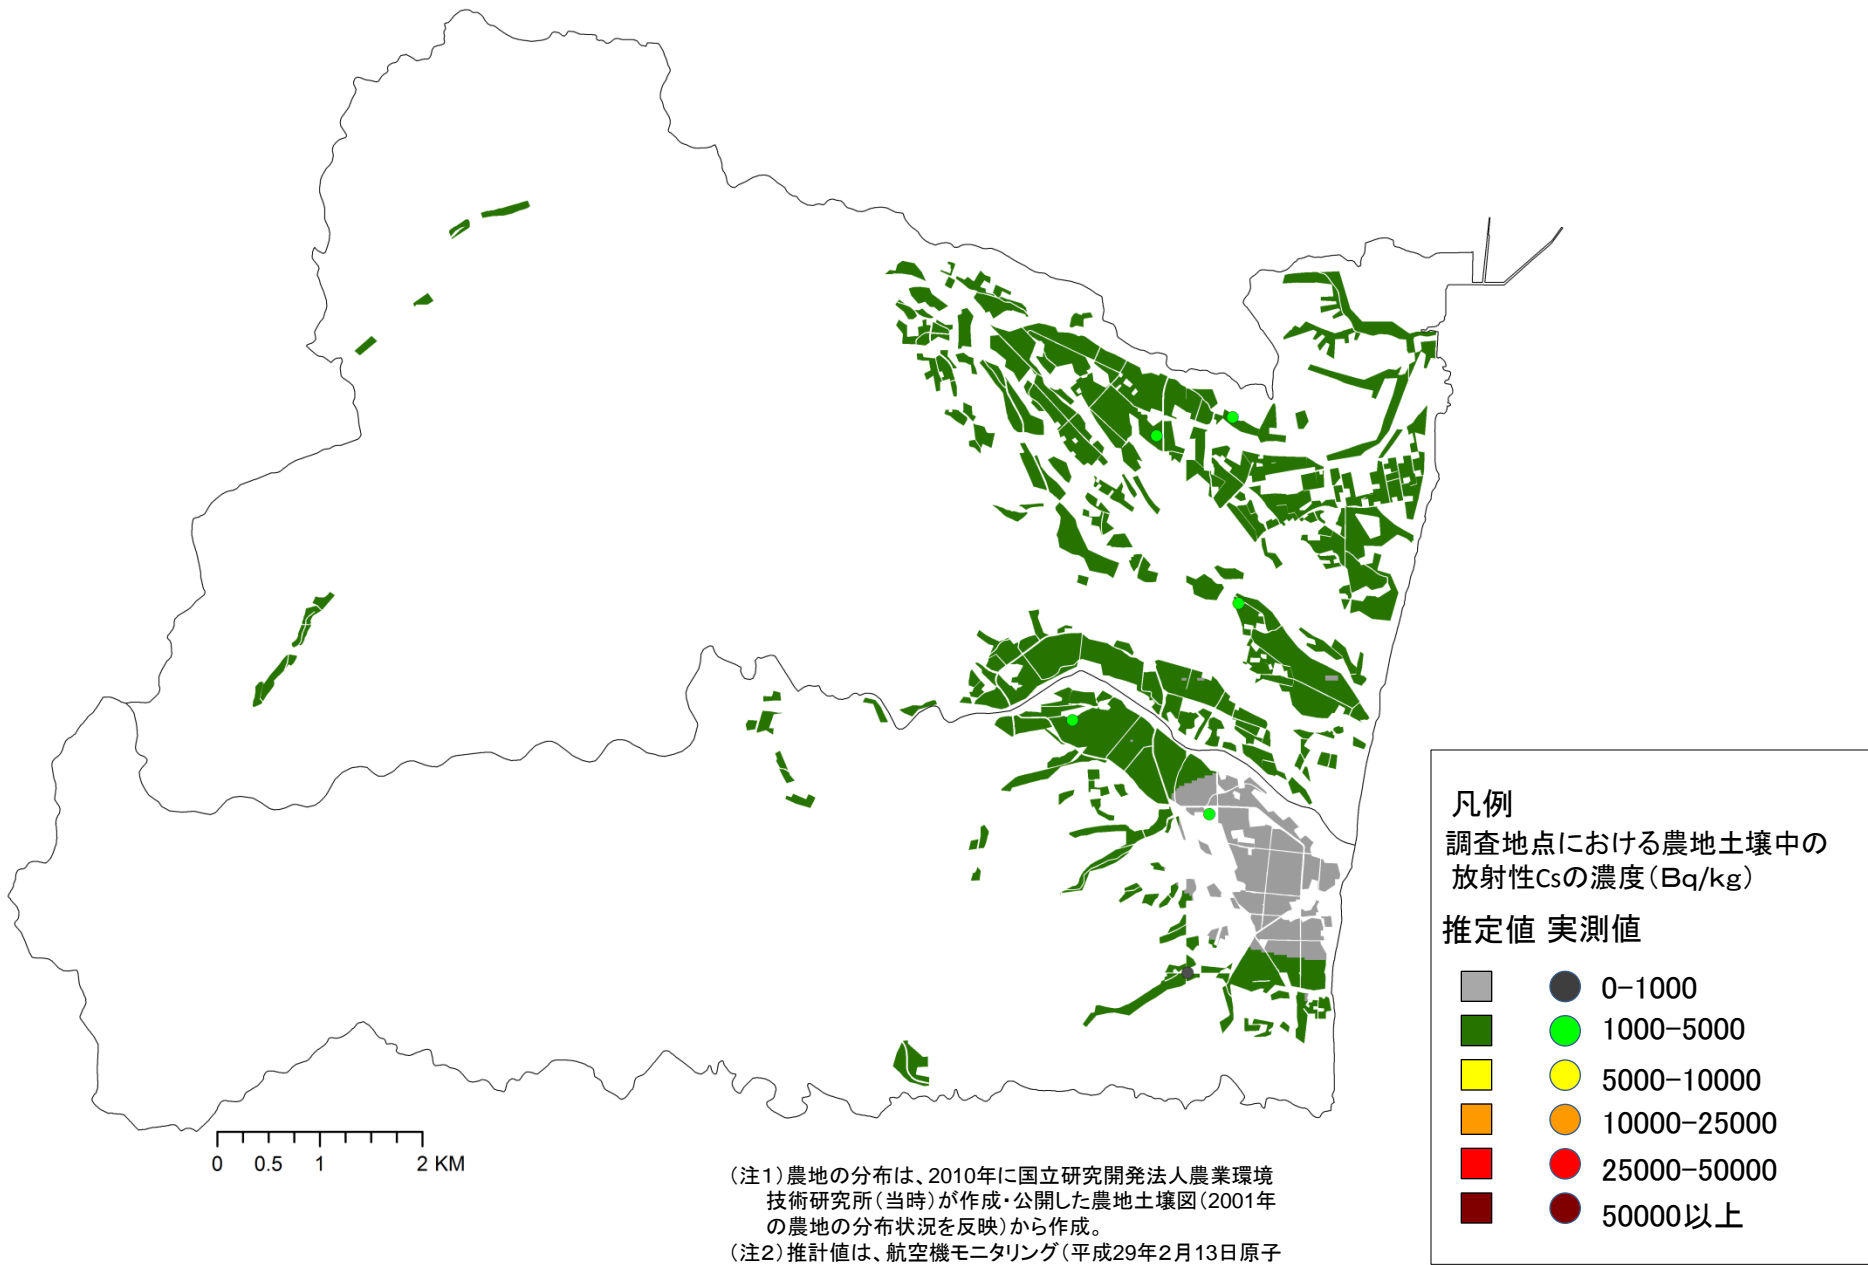 凡例
調査地点における農地土壌中の
放射性Csの濃度(Bq/kg)
推定値 実測値
0-1000
1000-5000
5000-10000
10000-25000
25000-50000
50000以上
0 0.5 1 2 KM
(注1)農地の分布は、2010年に国立研究開発法人農業環境
技術研究所(当時)が作成・公開した農地土壌図(2001年
の農地の分布状況を反映)から作成。
(注2)推計値は、航空機モニタリング(平成29年2月13日原子